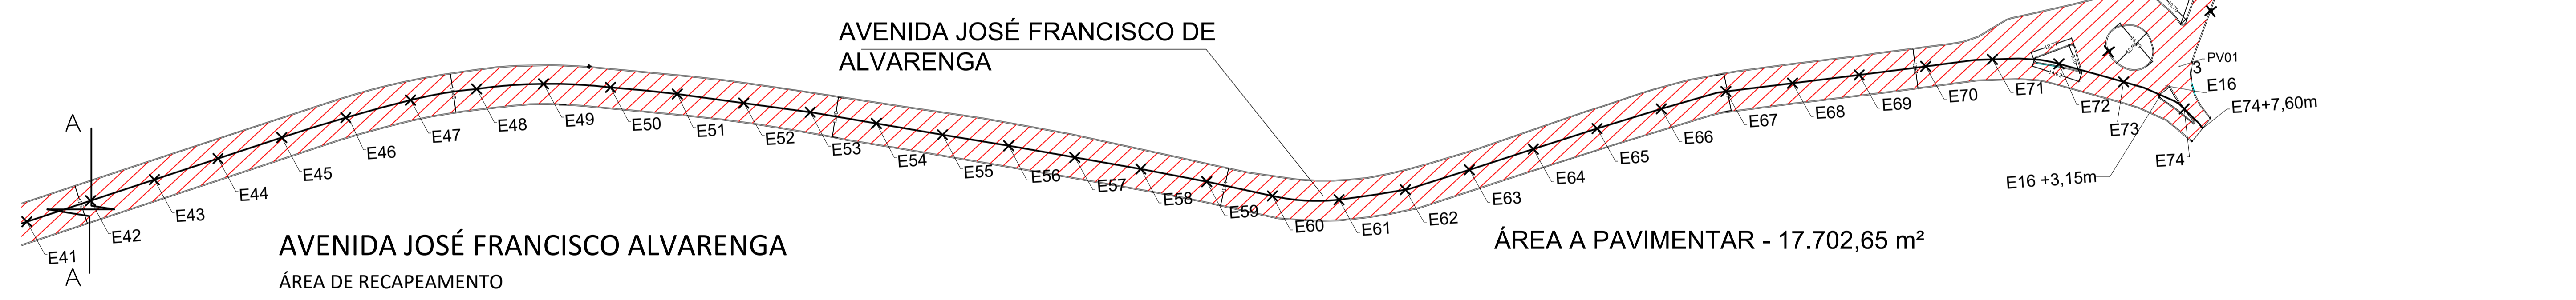 AVENIDA JOSÉ FRANCISCO DE
ALVARENGA
A
A
E41
E42
E43
E44
E45
E46
E47
E48
E49
E50
E51
E52
E53
E54
E55
E56
E57
E58
E59
E60
E61
E62
E63
E64
E65
E66
E67
E68
E69
E70
E71
E72
E73
E74
PV01
3
E16
E74+7,60m
E16 +3,15m
AVENIDA JOSÉ FRANCISCO ALVARENGA
ÁREA DE RECAPEAMENTO
ÁREA A PAVIMENTAR - 17.702,65 m²